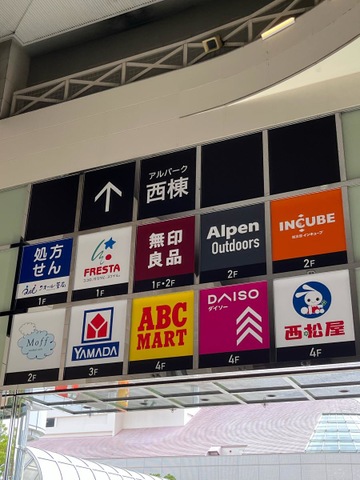 アルパーク
西棟
処方
せん
1F
FRESTA
1F
無印
良品
1F・2F
Alpen
Outdoors
2F
INCUBE
2F
Moff
2F
YAMADA
3F
ABC
MART
4F
DAISO
ダイソー
4F
西松屋
4F